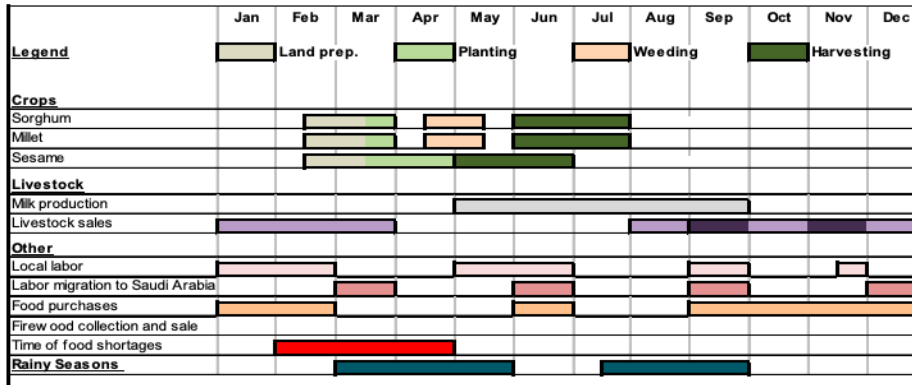 Jan Feb Mar Apr May Jun Jul Aug Sep Oct Nov Dec
Legend Land prep. Planting Weeding Harvesting
Crops
Sorghum
Millet
Sesame
Livestock
Milk production
Livestock sales
Other
Local labor
Labor migration to Saudi Arabia
Food purchases
Firew ood collection and sale
Time of food shortages
Rainy Seasons